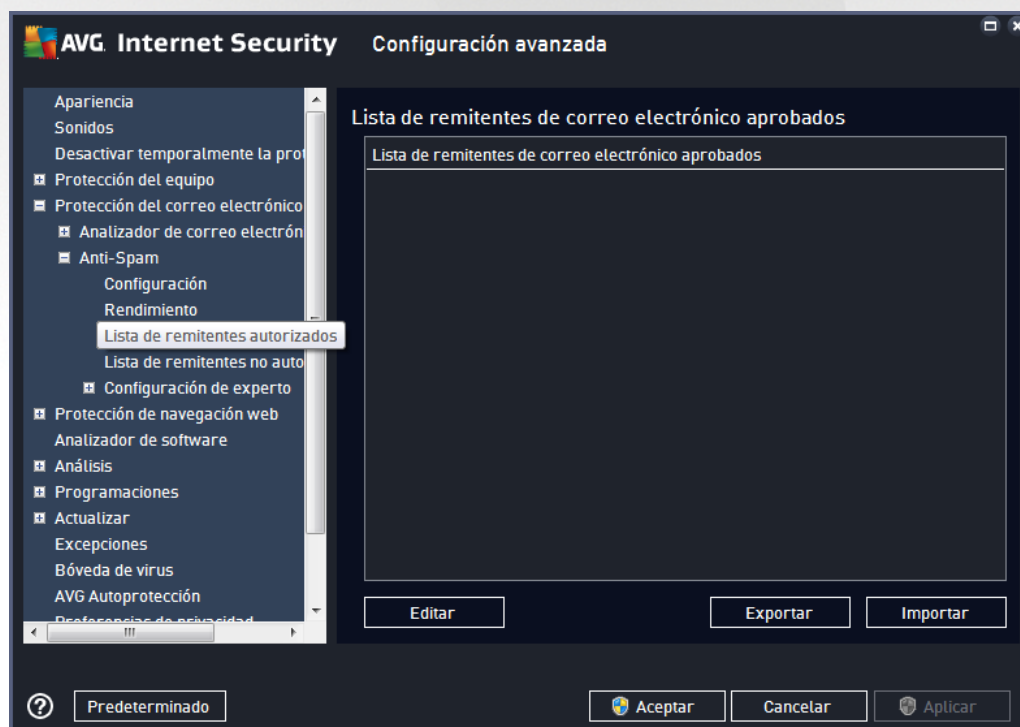 AVG. Internet Security
Configuración avanzada
Apariencia
Sonidos
Desactivar temporalmente la prot
Protección del equipo
Protección del correo electrónico
Analizador de correo electrón
Anti-Spam
Configuración
Rendimiento
Lista de remitentes autorizados
Lista de remitentes no auto
Configuración de experto
Protección de navegación web
Analizador de software
Análisis
Programaciones
Actualizar
Excepciones
Bóveda de virus
AVG Autoprotección
Preferencias de privacidad
Lista de remitentes de correo electrónico aprobados
Lista de remitentes de correo electrónico aprobados
Editar
Exportar
Importar
Predeterminado
Aceptar
Cancelar
Aplicar